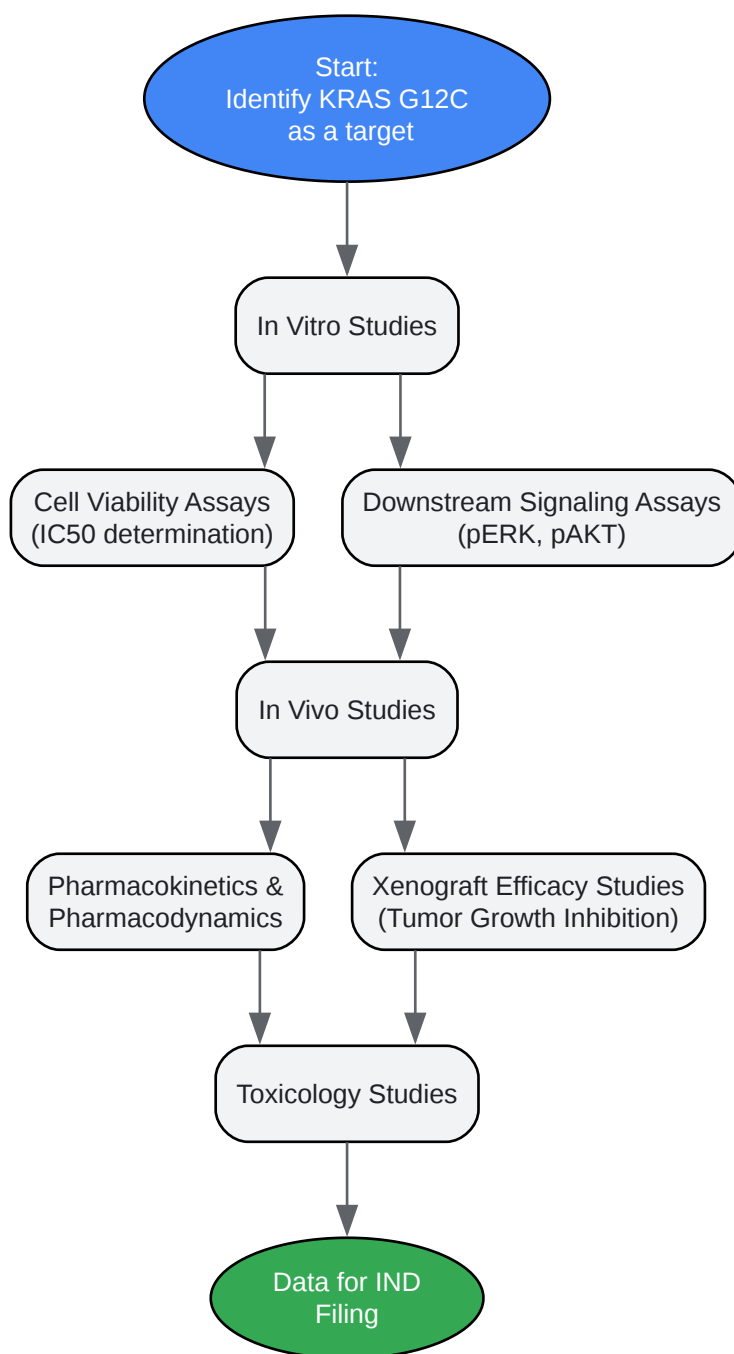 Start:
Identify KRAS G12C
as a target
In Vitro Studies
Cell Viability Assays
(IC50 determination)
Downstream Signaling Assays
(pERK, pAKT)
In Vivo Studies
Pharmacokinetics &
Pharmacodynamics
Xenograft Efficacy Studies
(Tumor Growth Inhibition)
Toxicology Studies
Data for IND
Filing